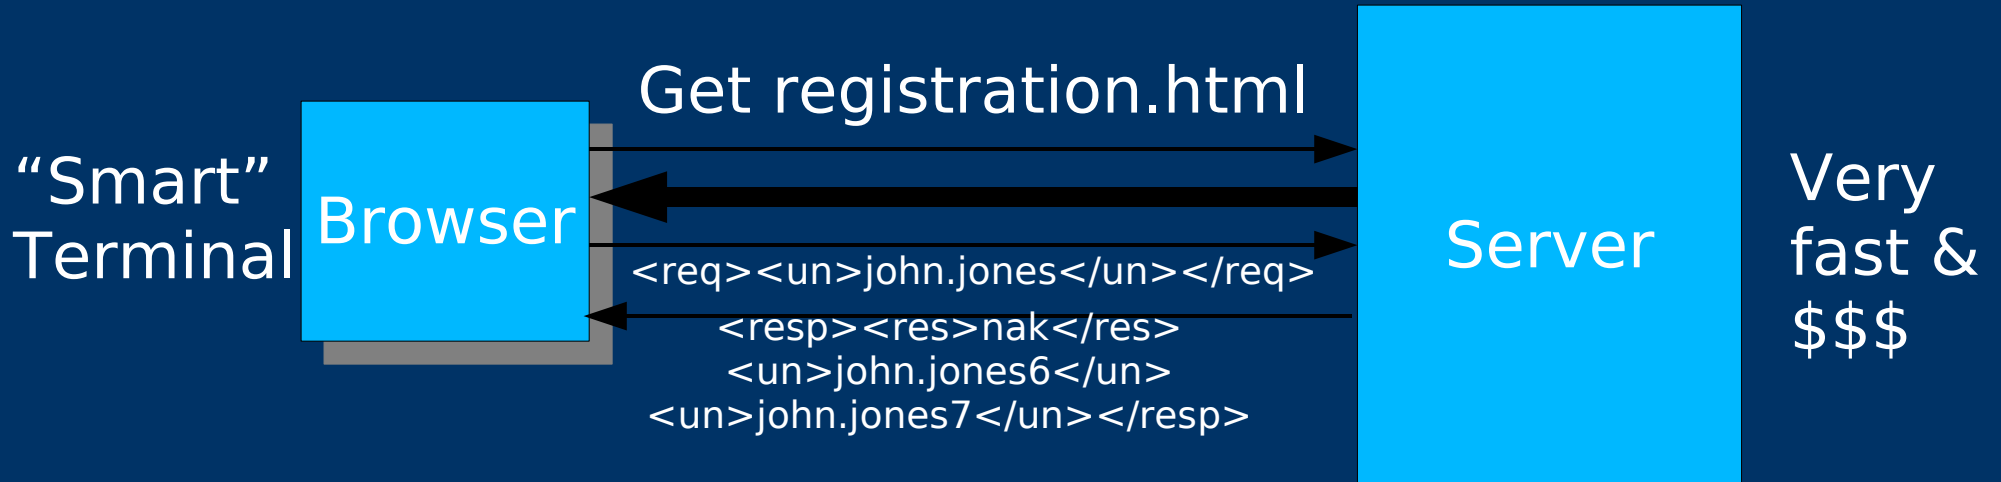 Get registration.html
“Smart”
Terminal
Browser
<req><un>john.jones</un></req>
<resp><res>nak</res>
<un>john.jones6</un>
<un>john.jones7</un></resp>
Server
Very
fast &
$$$